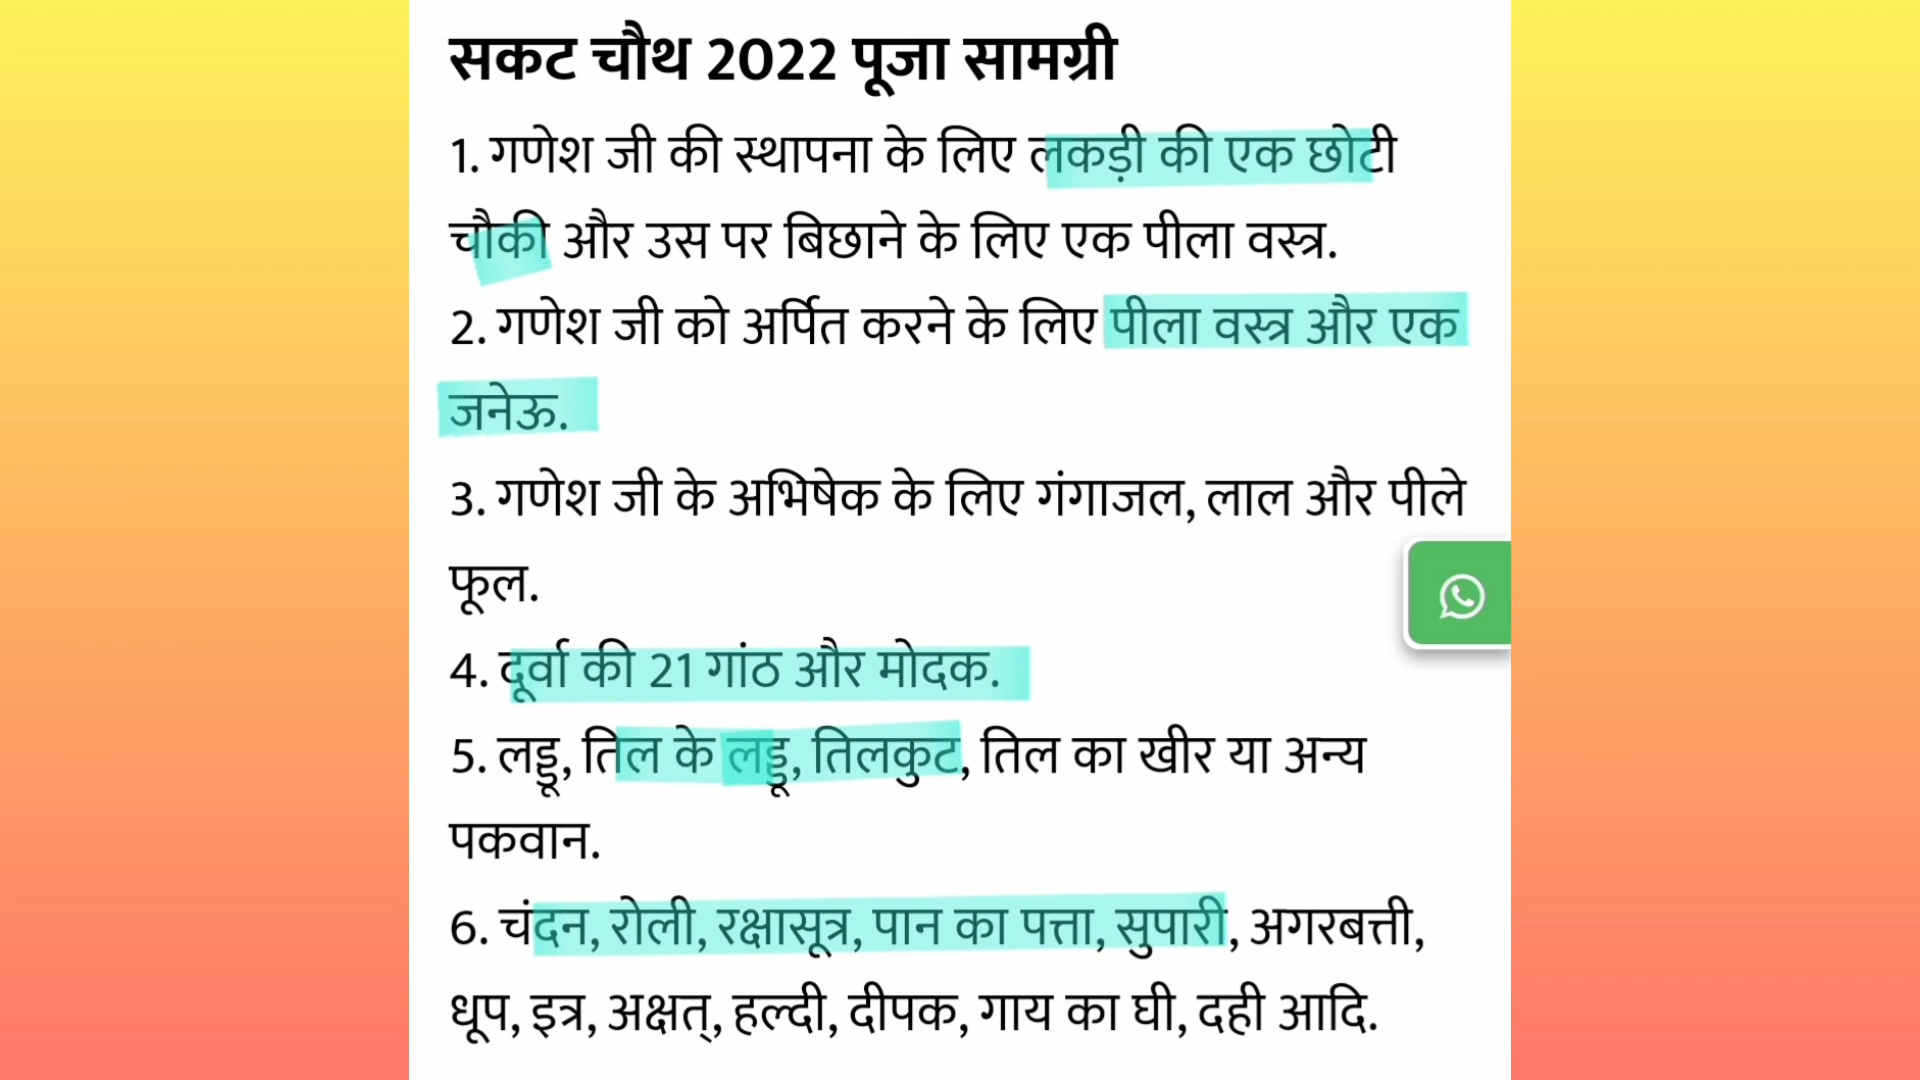 सकट चौथ 2022 पूजा सामग्री
1. गणेश जी की स्थापना के लिए लकड़ी की एक छोटी
चौकी और उस पर बिछाने के लिए एक पीला वस्त्र.
2. गणेश जी को अर्पित करने के लिए पीला वस्त्र और एक
जनेऊ.
3. गणेश जी के अभिषेक के लिए गंगाजल, लाल और पीले
फूल.
4. दूर्वा की 21 गांठ और मोदक.
5. लड्डू, तिल के लड्डू, तिलकुट, तिल का खीर या अन्य
पकवान.
6. चंदन, रोली, रक्षासूत्र, पान का पत्ता, सुपारी, अगरबत्ती,
धूप, इत्र, अक्षत्, हल्दी, दीपक, गाय का घी, दही आदि.